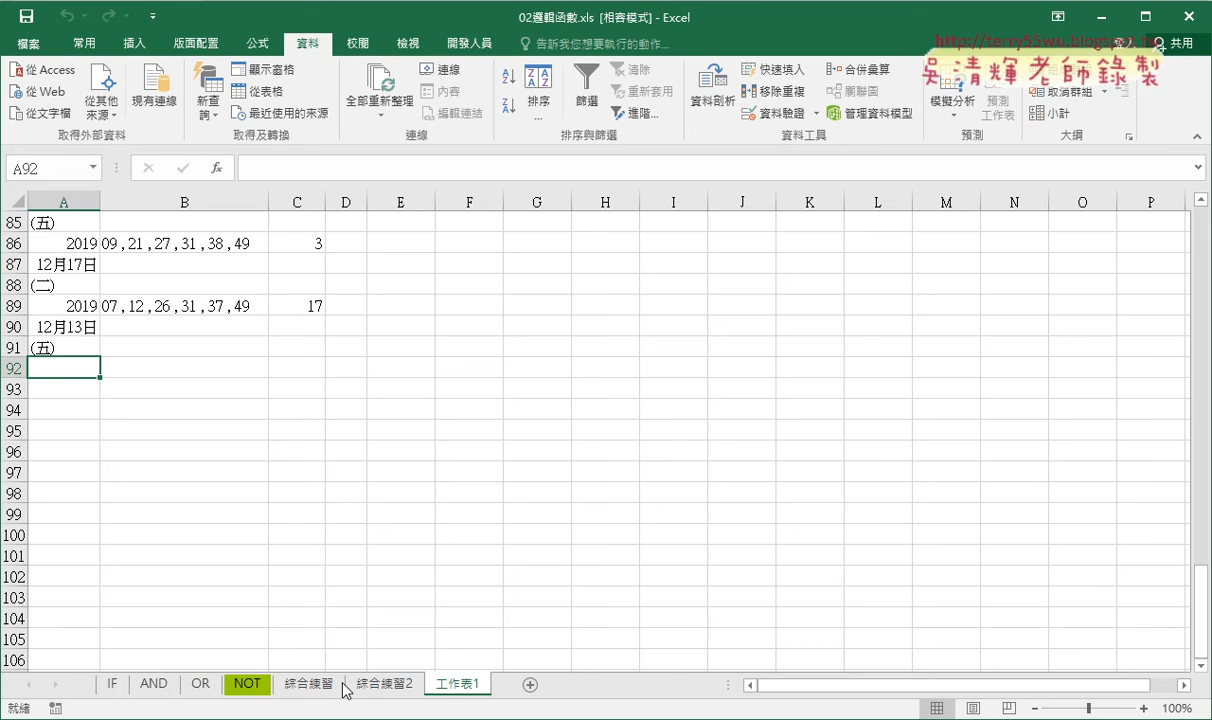 02邏輯函數.xls [相容模式] - Excel
檔案 常用 插入 版面配置 公式 資料 校閱 檢視 開發人員 告訴我您想要執行的動作... 登入 共用
http://terry55wu.blogspot.tw
吳清輝老師錄製
從 Access
從 Web
從文字檔
從其他
來源
現有連線
取得外部資料
新查
詢
顯示窗格
從表格
最近使用的來源
取得及轉換
全部重新整理
連線
內容
編輯連結
連線
排序
...
篩選
清除
重新套用
進階...
排序與篩選
資料剖析
快速填入
移除重複
資料驗證
合併彙算
關聯圖
管理資料模型
資料工具
模擬分析
預測
工作表
預測
取消群組
小計
大綱
A92 fx
A B C D E F G H I J K L M N O P
85 (五)
86 2019 09 ,21 ,27 ,31 ,38 ,49 3
87 12月17日
88 (二)
89 2019 07 ,12 ,26 ,31 ,37 ,49 17
90 12月13日
91 (五)
92
93
94
95
96
97
98
99
100
101
102
103
104
105
106
IF AND OR NOT 綜合練習 綜合練習2 工作表1
就緒 100%